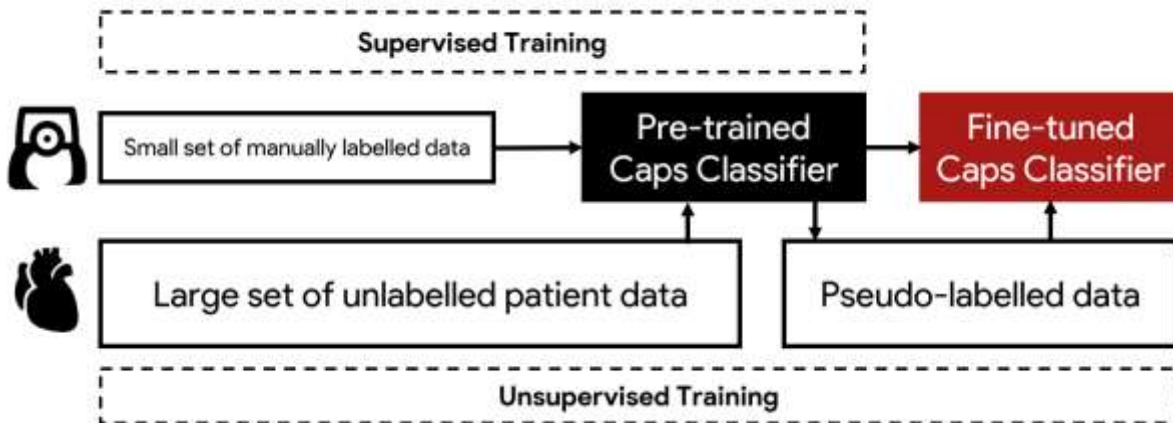 Supervised Training
Small set of manually labelled data
Pre-trained
Caps Classifier
Fine-tuned
Caps Classifier
Large set of unlabelled patient data
Pseudo-labelled data
Unsupervised Training